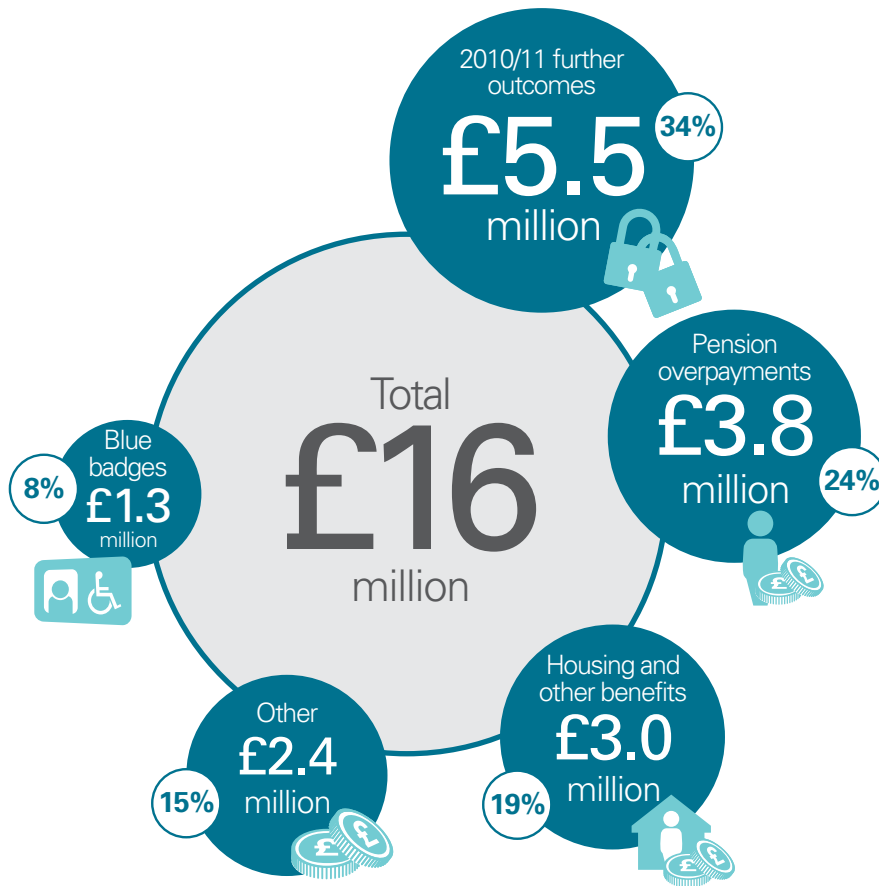 2010/11 further
outcomes
£5.5
million
34%
Pension
overpayments
£3.8
million
24%
Total
£16
million
Blue
badges
£1.3
million
8%
Housing and
other benefits
£3.0
million
19%
Other
£2.4
million
15%
£
£
£
£
£
£